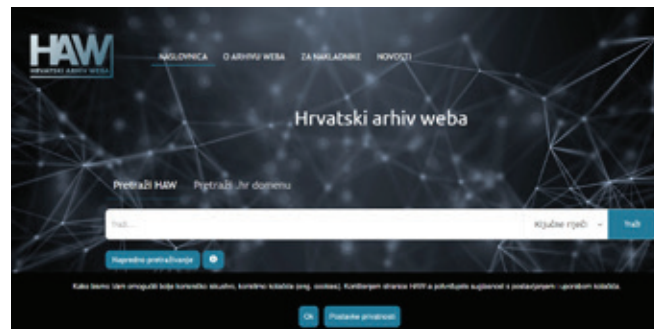 HAW
HRVATSKI ARHIV WEBA
NASLOVNICA O ARHIVU WEBA ZA NAKLADNIKE NOVOSTI
Hrvatski arhiv weba
Pretraži HAW Pretraži .hr domenu
Traži... Ključne riječi Traži
Napredno pretraživanje
Kako bismo Vam omogućili bolje korisničko iskustvo, koristimo kolačiće (eng. cookies). Korištenjem stranice HAW-a potvrđujete suglasnost s postavljanjem i uporabom kolačića.
Ok Postavke privatnosti